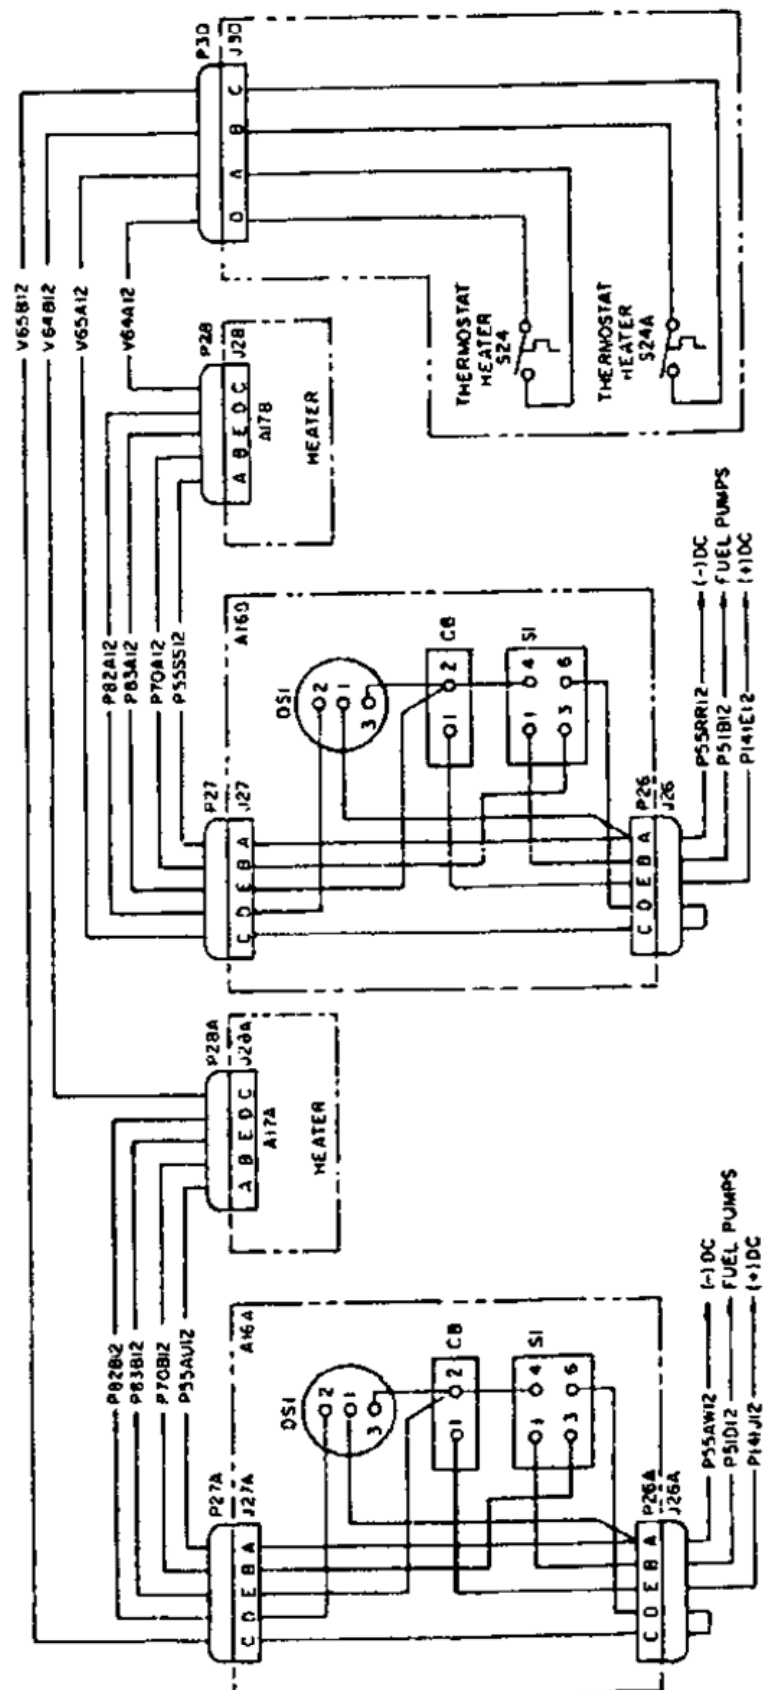 P30
J30
C
B
A
D
V65B12
V64B12
V65A12
V64A12
P28
J28
A B E D C
A17B
HEATER
THERMOSTAT
HEATER
S24
THERMOSTAT
HEATER
S24A
P82A12
P83A12
P70A12
P55SS12
P27
J27
C D E B A
A16B
DS1
2
1
3
CB
1
2
S1
1
4
3
6
P26
J26
C D E B A
P55RR12
(-)DC
P51B12
FUEL PUMPS
P141E12
(+)DC
P28A
J28A
A B E D C
A17A
HEATER
P82B12
P83B12
P70B12
P55AU12
P27A
J27A
C D E B A
A16A
DS1
2
1
3
CB
1
2
S1
1
4
3
6
P26A
J26A
C D E B A
P55AW12
(-)DC
P51D12
FUEL PUMPS
P141J12
(+)DC